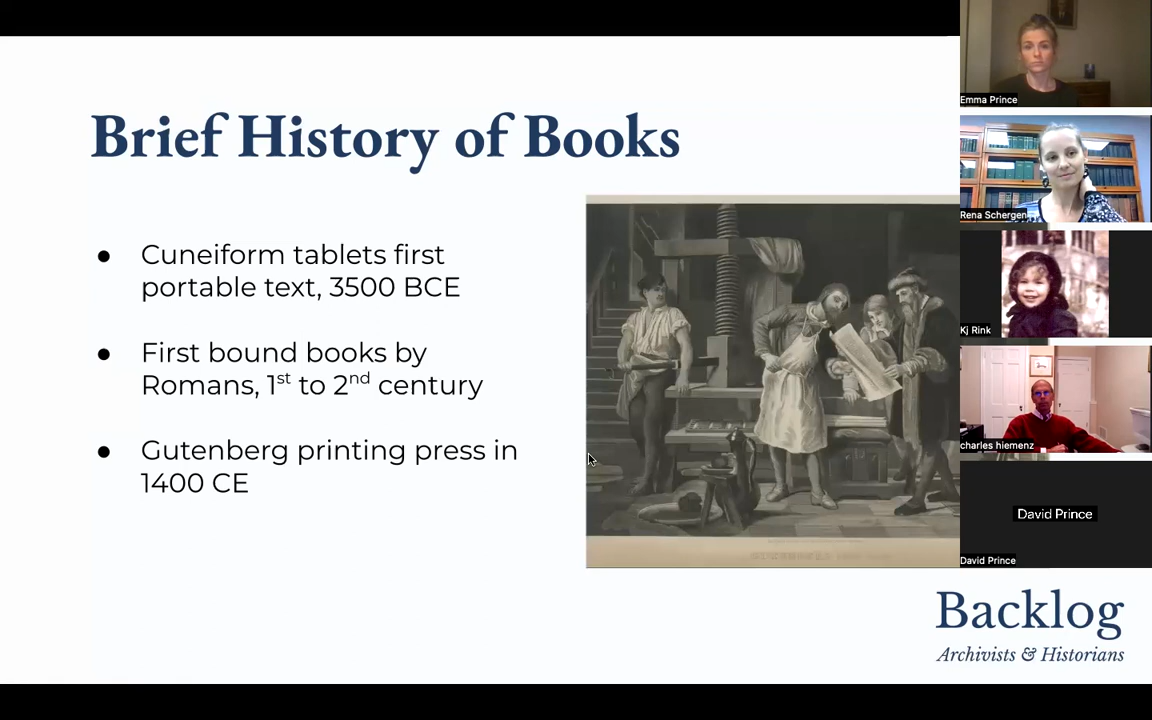 Brief History of Books
● Cuneiform tablets first
portable text, 3500 BCE
● First bound books by
Romans, 1st to 2nd century
● Gutenberg printing press in
1400 CE
Emma Prince
Rena Schergen
Kj Rink
charles hiemenz
David Prince
David Prince
Backlog
Archivists & Historians